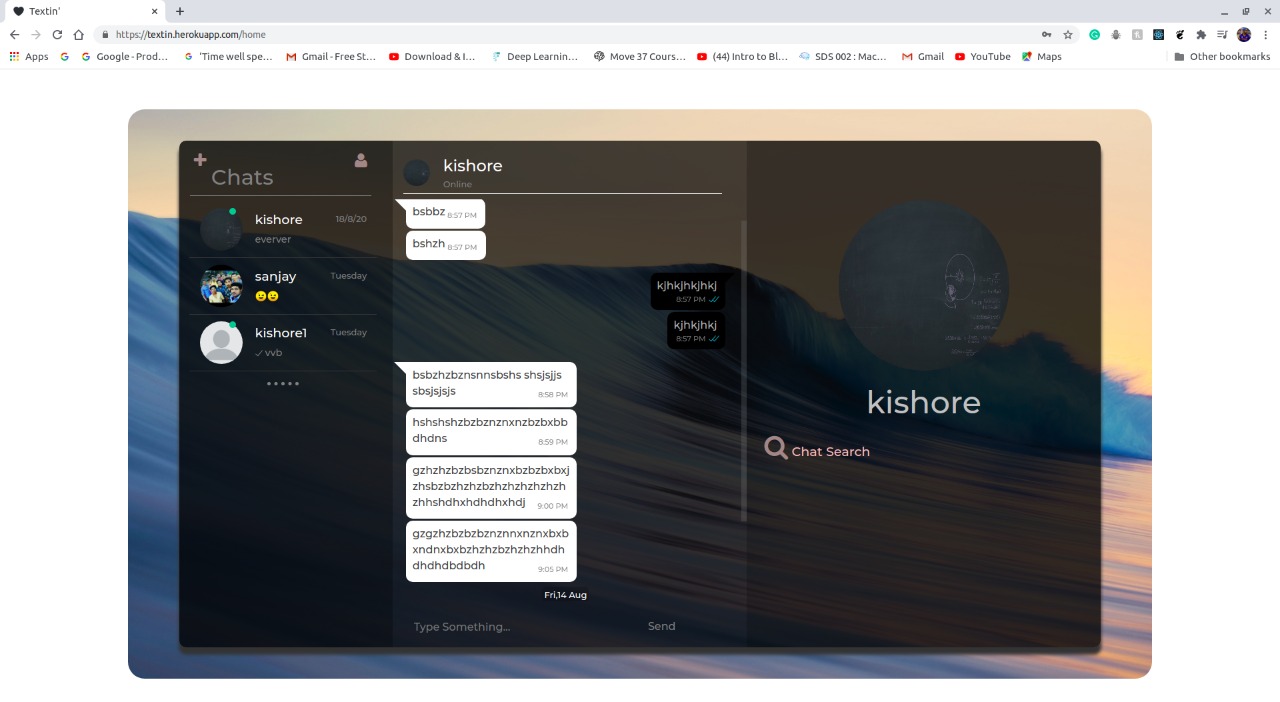 Textin'
https://textin.herokuapp.com/home
Apps
Google - Prod…
'Time well spe…
Gmail - Free St…
Download & I…
Deep Learnin…
Move 37 Cours…
(44) Intro to Bl…
SDS 002 : Mac…
Gmail
YouTube
Maps
Other bookmarks
Chats
kishore 18/8/20
everver
sanjay Tuesday
kishore1 Tuesday
vvb
kishore
Online
bsbbz 8:57 PM
bshzh 8:57 PM
kjhkjhkjhkj
8:57 PM
kjhkjhkj
8:57 PM
bsbzhzbznsnnsbshs shsjsjjs
sbsjsjsjs 8:58 PM
hshshshzbzbznznxnzbzbxbb
dhdns 8:59 PM
gzhzhzbzbsbznznxbzbzbxbxj
zhsbzbzhzhzbzhzhzhzhzhzh
zhhshdhxhdhdhxhdj 9:00 PM
gzgzhzbzbzbznznnxnznxbxb
xndnxbxbzhzhzbzhzhzhhdh
dhdhdbdbdh 9:05 PM
Fri,14 Aug
Type Something...
Send
kishore
Chat Search